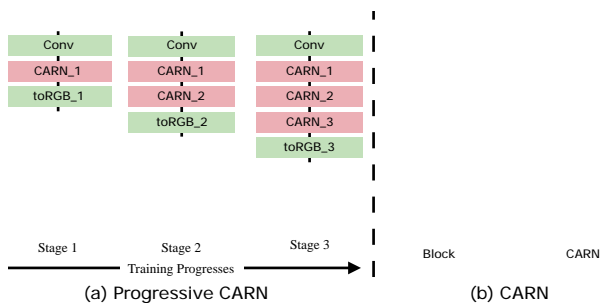 Conv
CARN_1
toRGB_1
Conv
CARN_1
CARN_2
toRGB_2
Conv
CARN_1
CARN_2
CARN_3
toRGB_3
Stage 1
Stage 2
Stage 3
Training Progresses
(a) Progressive CARN
Block
CARN
(b) CARN